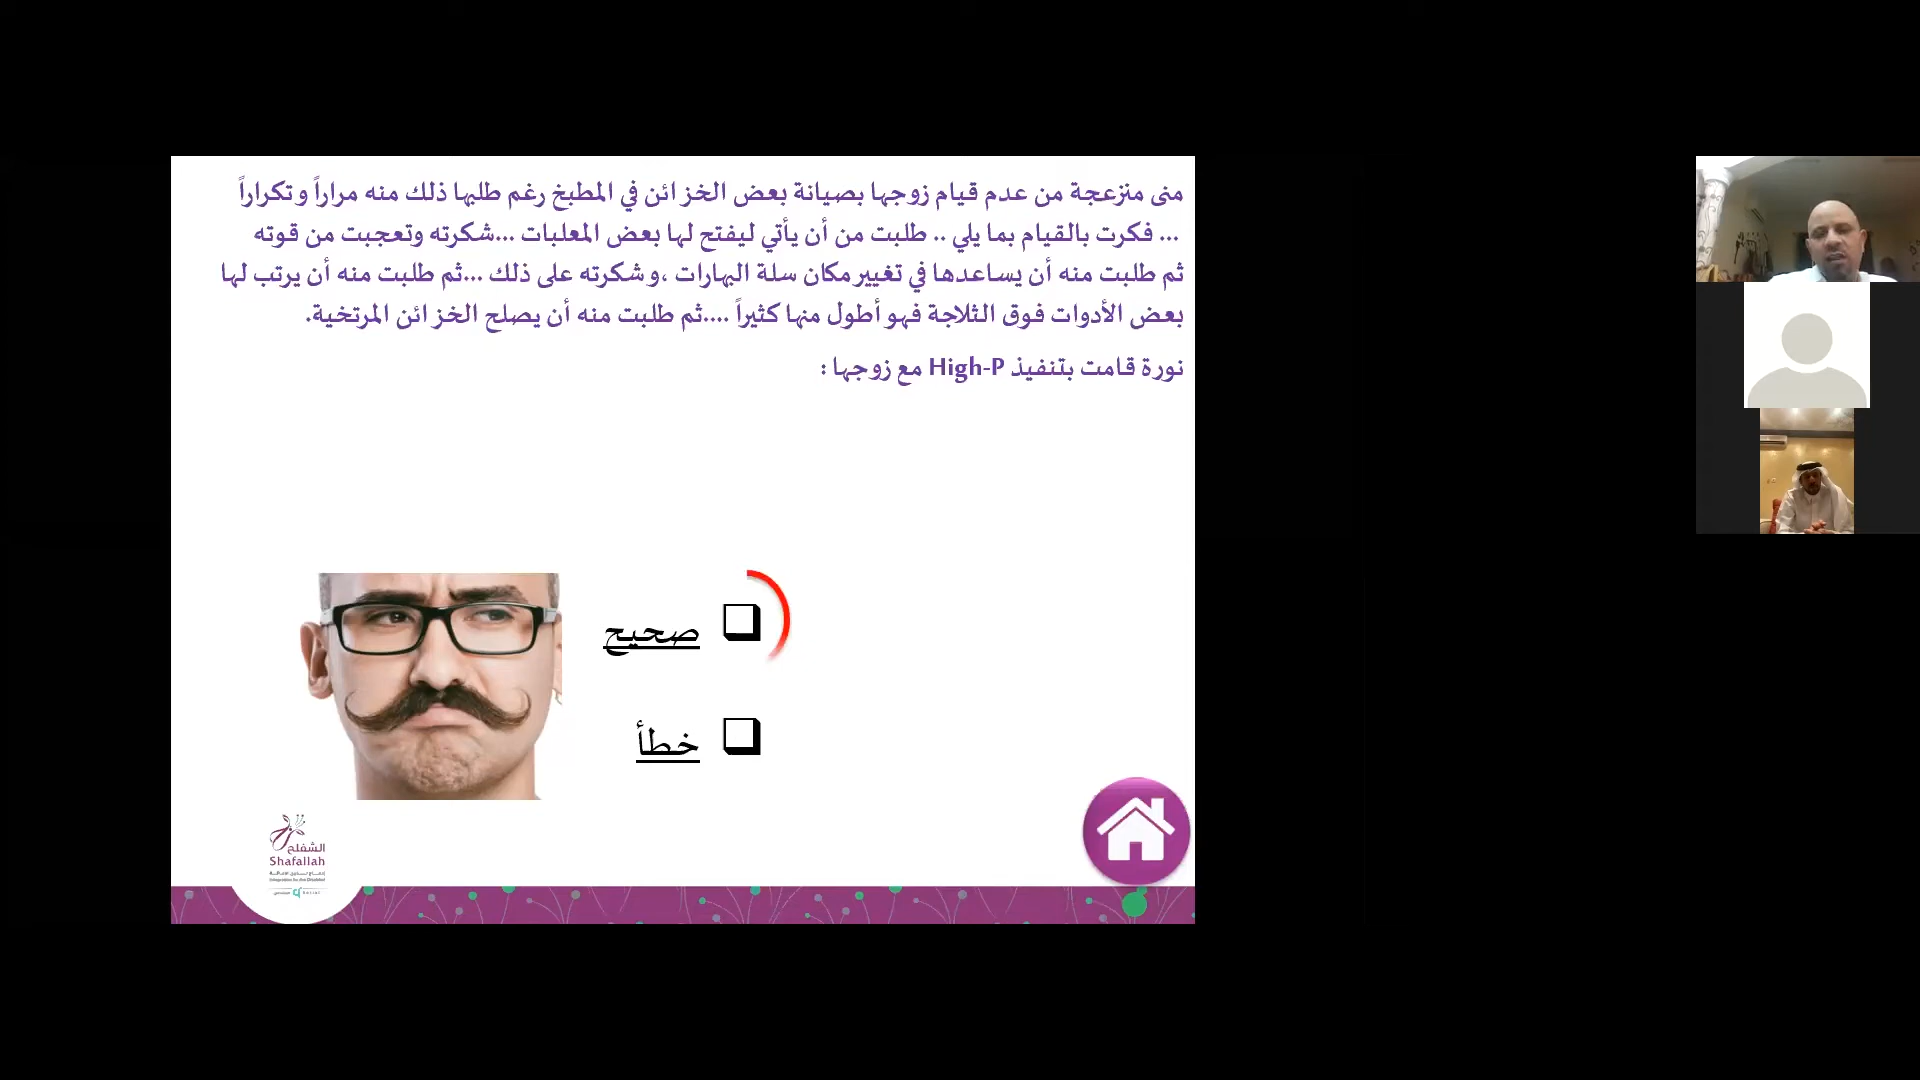 منى منزعجة من عدم قيام زوجها بصيانة بعض الخزائن في المطبخ رغم طلبها ذلك منه مراراً وتكراراً
... فكرت بالقيام بما يلي .. طلبت من أن يأتي ليفتح لها بعض المعلبات ...شكرته وتعجبت من قوته
ثم طلبت منه أن يساعدها في تغيير مكان سلة البهارات ،وشكرته على ذلك ...ثم طلبت منه أن يرتب لها
بعض الأدوات فوق الثلاجة فهو أطول منها كثيراً ....ثم طلبت منه أن يصلح الخزائن المرتخية.
نورة قامت بتنفيذ High-P مع زوجها :
صحيح
خطأ
الشفلح
Shafallah